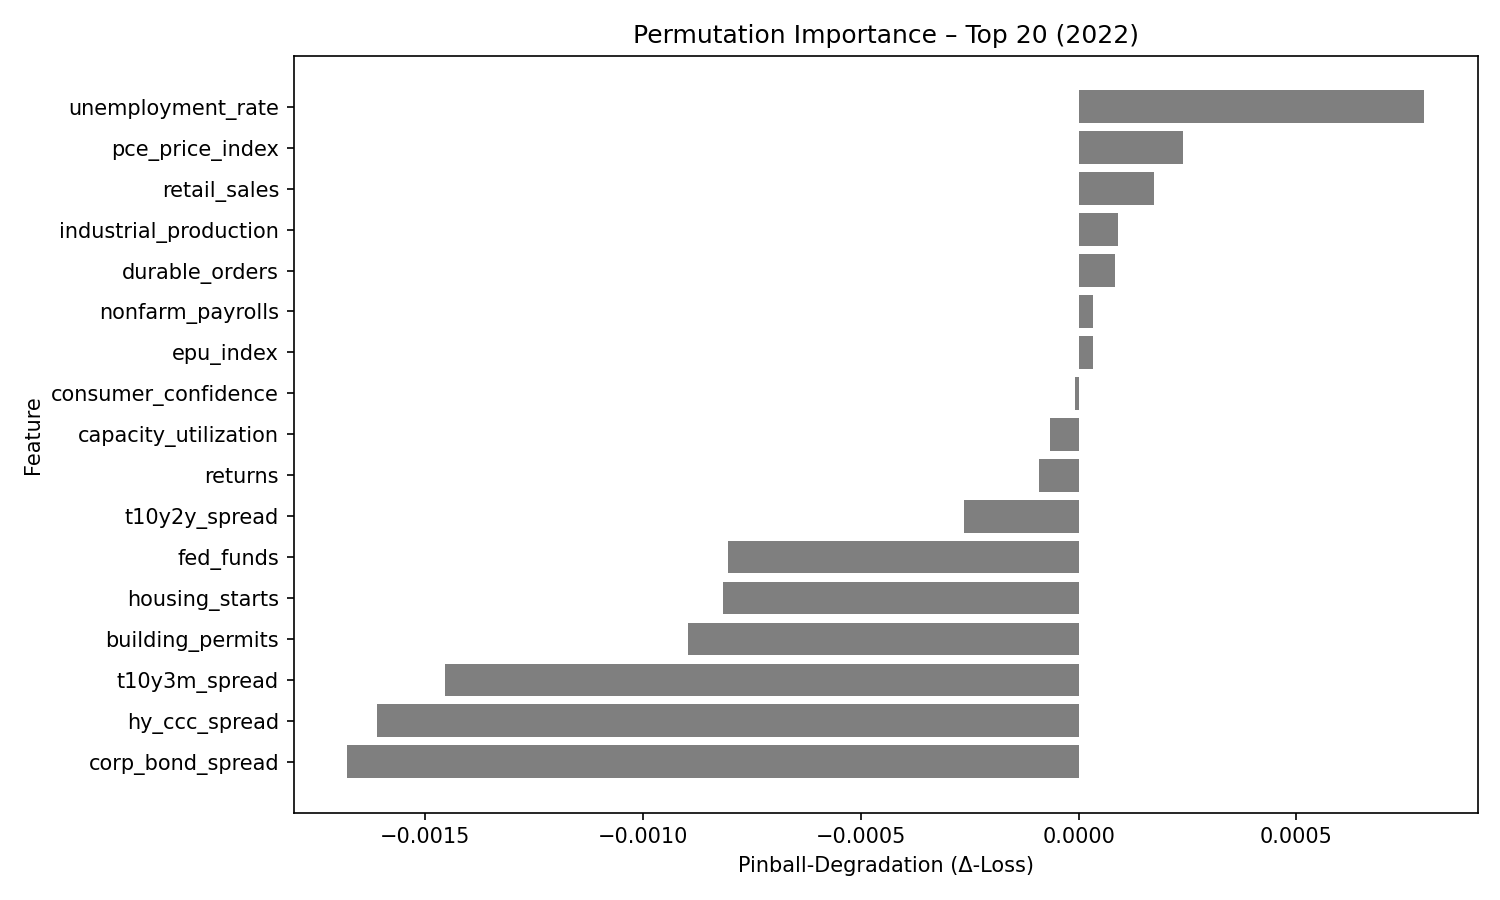 Permutation Importance – Top 20 (2022)
Feature
unemployment_rate
pce_price_index
retail_sales
industrial_production
durable_orders
nonfarm_payrolls
epu_index
consumer_confidence
capacity_utilization
returns
t10y2y_spread
fed_funds
housing_starts
building_permits
t10y3m_spread
hy_ccc_spread
corp_bond_spread
−0.0015 −0.0010 −0.0005 0.0000 0.0005
Pinball-Degradation (Δ-Loss)